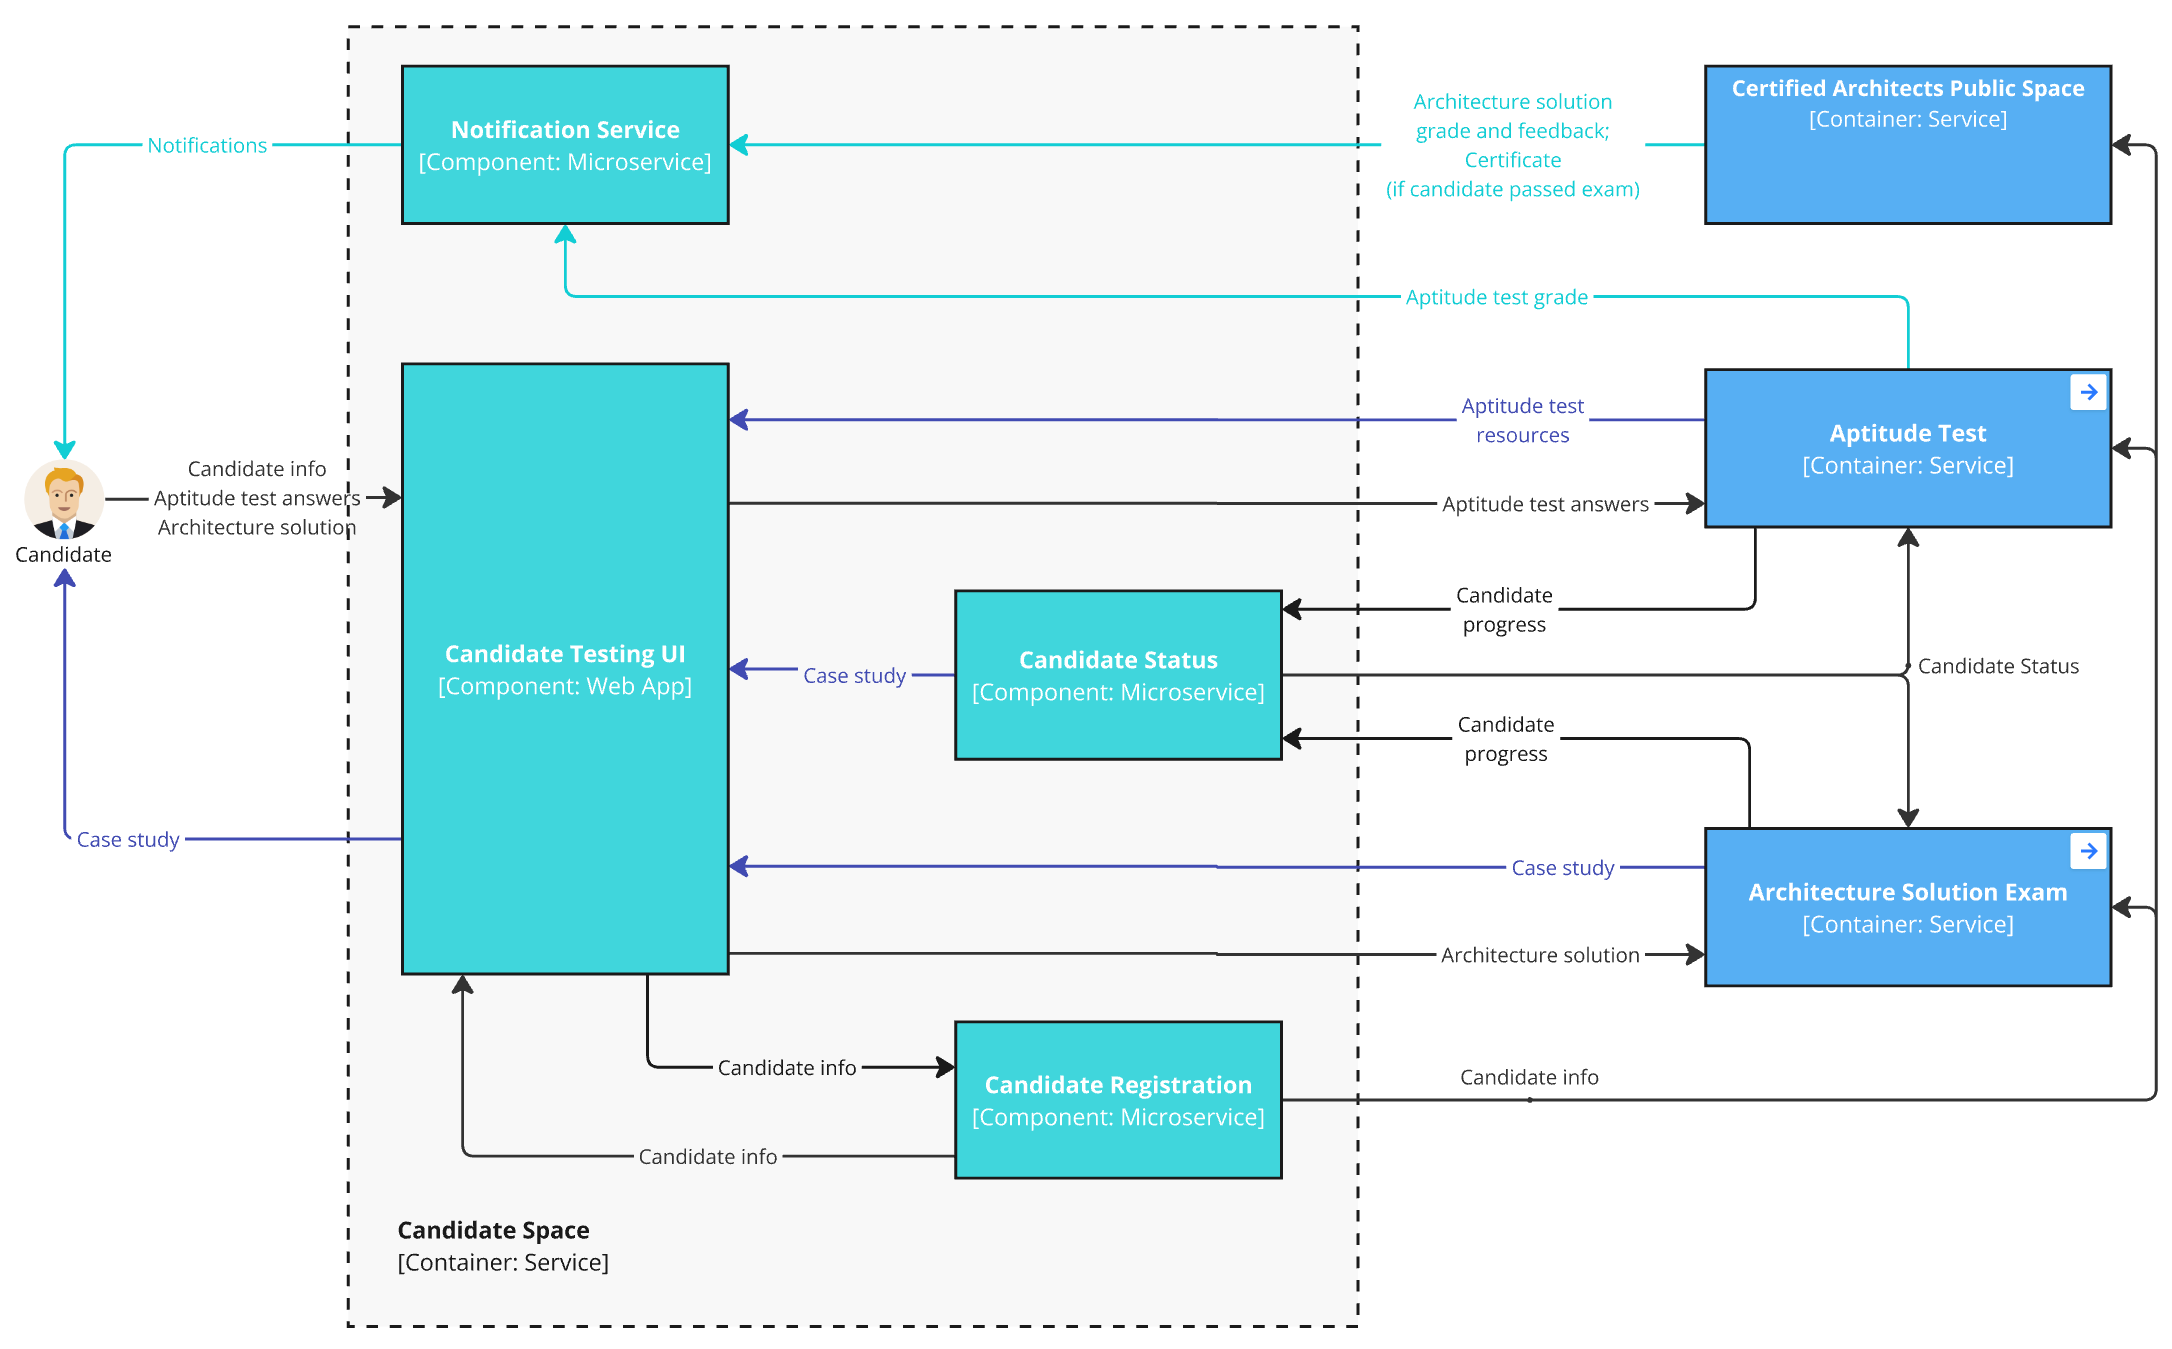 Notification Service
[Component: Microservice]
Notifications
Architecture solution
grade and feedback;
Certificate
(if candidate passed exam)
Certified Architects Public Space
[Container: Service]
Aptitude test grade
Aptitude test
resources
Aptitude Test
[Container: Service]
Candidate info
Aptitude test answers
Architecture solution
Candidate
Aptitude test answers
Candidate
progress
Candidate Testing UI
[Component: Web App]
Case study
Candidate Status
[Component: Microservice]
Candidate Status
Candidate
progress
Case study
Case study
Architecture Solution Exam
[Container: Service]
Architecture solution
Candidate info
Candidate Registration
[Component: Microservice]
Candidate info
Candidate info
Candidate Space
[Container: Service]